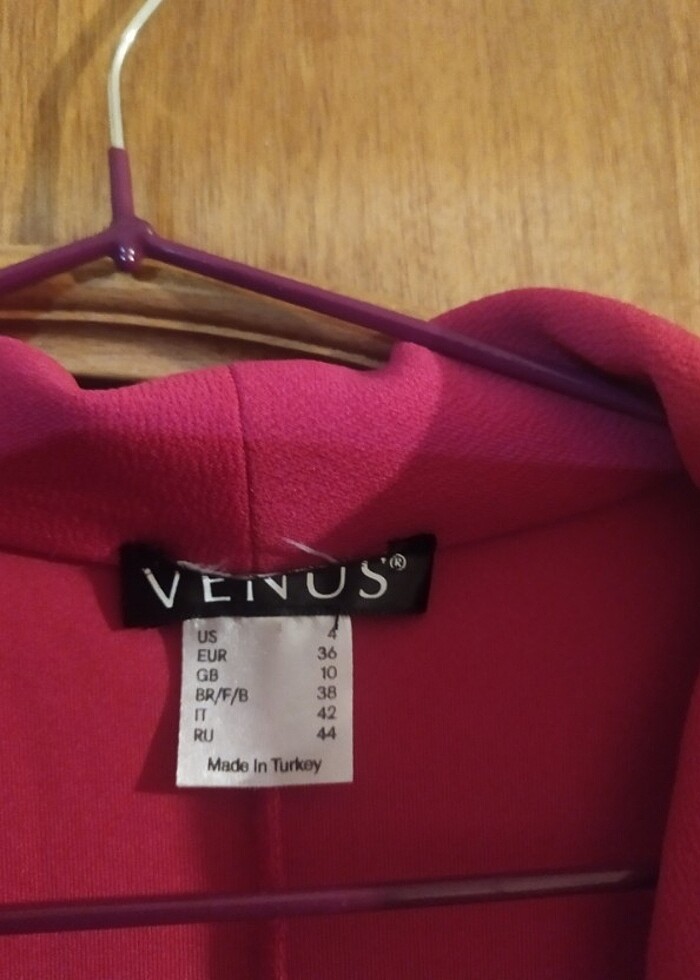 VENUS®
US 4
EUR 36
GB 10
BR/F/B 38
IT 42
RU 44
Made In Turkey